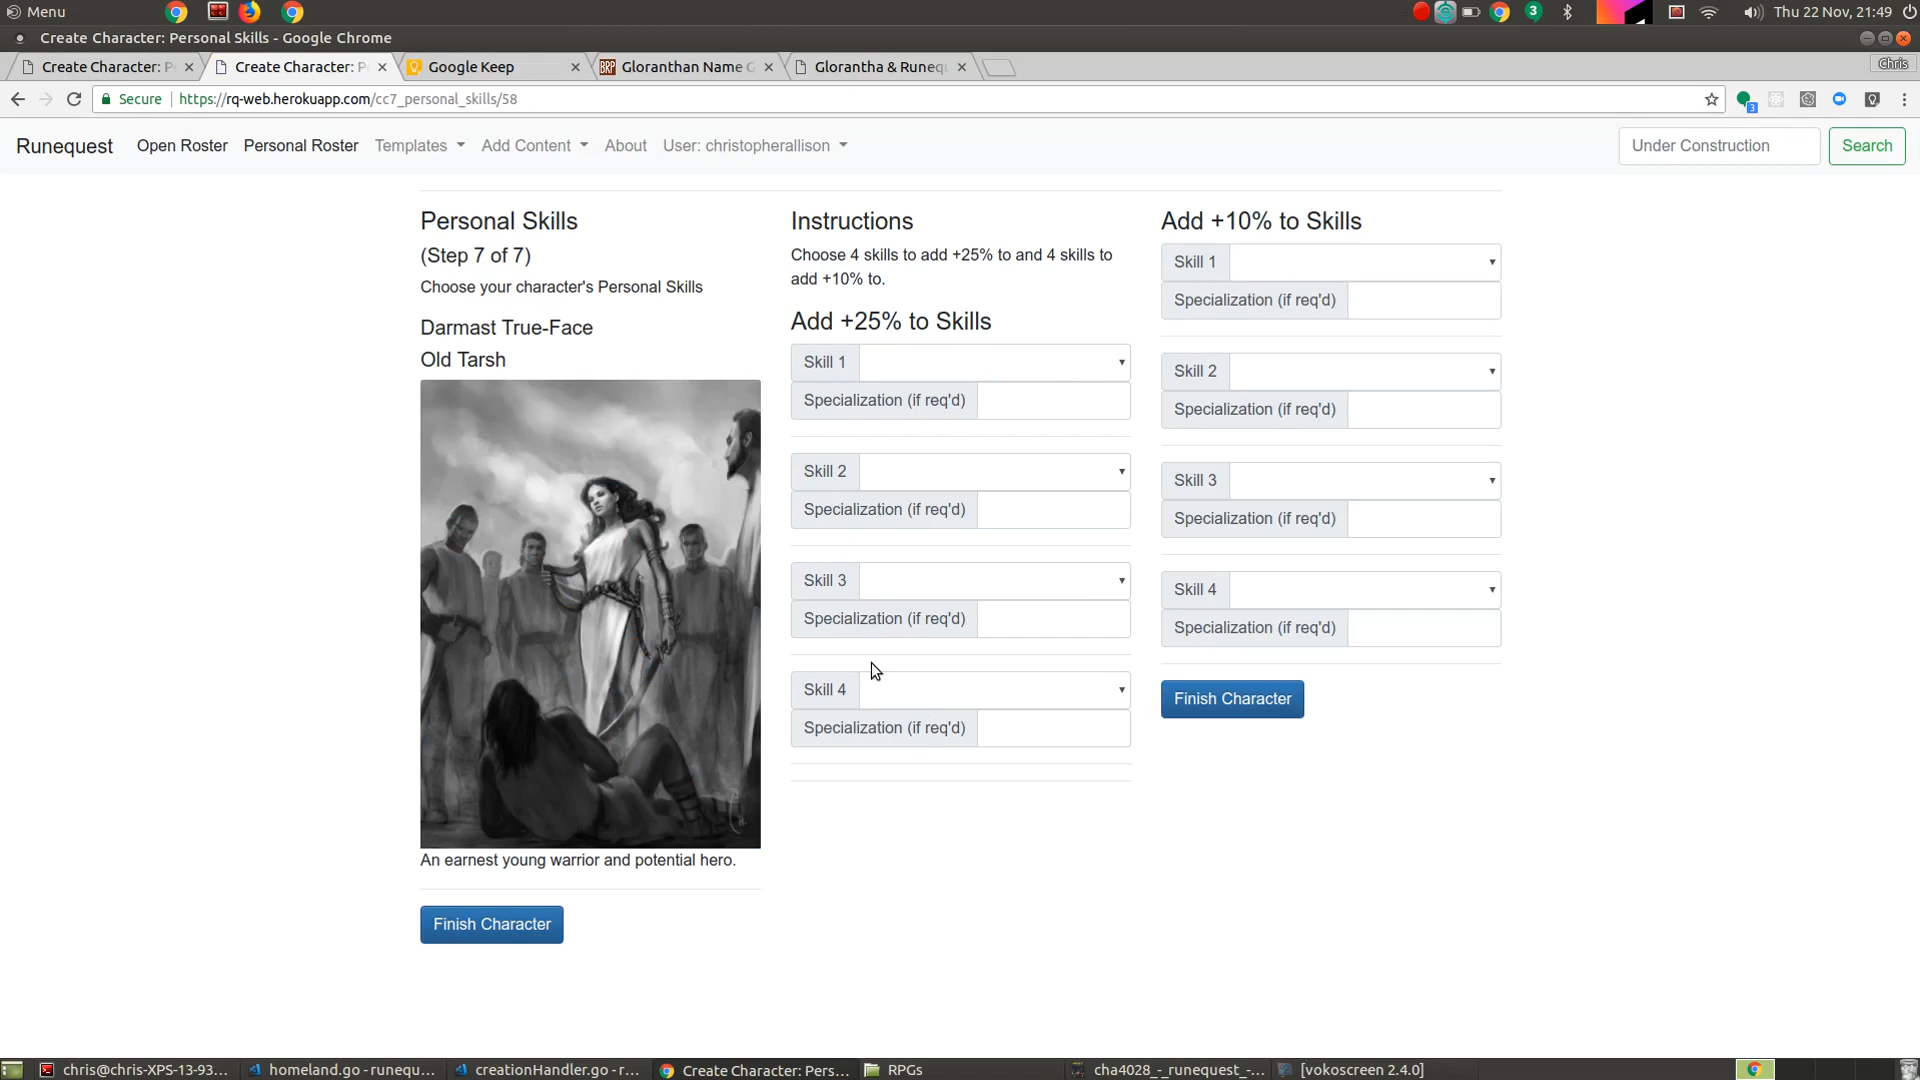 Menu
3
Thu 22 Nov, 21:49
Create Character: Personal Skills - Google Chrome
Create Character: P
Create Character: P
Google Keep
BRP Gloranthan Name G
Glorantha & Runequ
Chris
Secure https://rq-web.herokuapp.com/cc7_personal_skills/58
3
Runequest Open Roster Personal Roster Templates Add Content About User: christopherallison Under Construction Search
Personal Skills
(Step 7 of 7)
Choose your character's Personal Skills
Darmast True-Face
Old Tarsh
An earnest young warrior and potential hero.
Finish Character
Instructions
Choose 4 skills to add +25% to and 4 skills to
add +10% to.
Add +25% to Skills
Skill 1
Specialization (if req'd)
Skill 2
Specialization (if req'd)
Skill 3
Specialization (if req'd)
Skill 4
Specialization (if req'd)
Add +10% to Skills
Skill 1
Specialization (if req'd)
Skill 2
Specialization (if req'd)
Skill 3
Specialization (if req'd)
Skill 4
Specialization (if req'd)
Finish Character
chris@chris-XPS-13-93...
homeland.go - runequ...
creationHandler.go - r...
Create Character: Pers...
RPGs
cha4028_-_runequest_-...
[vokoscreen 2.4.0]